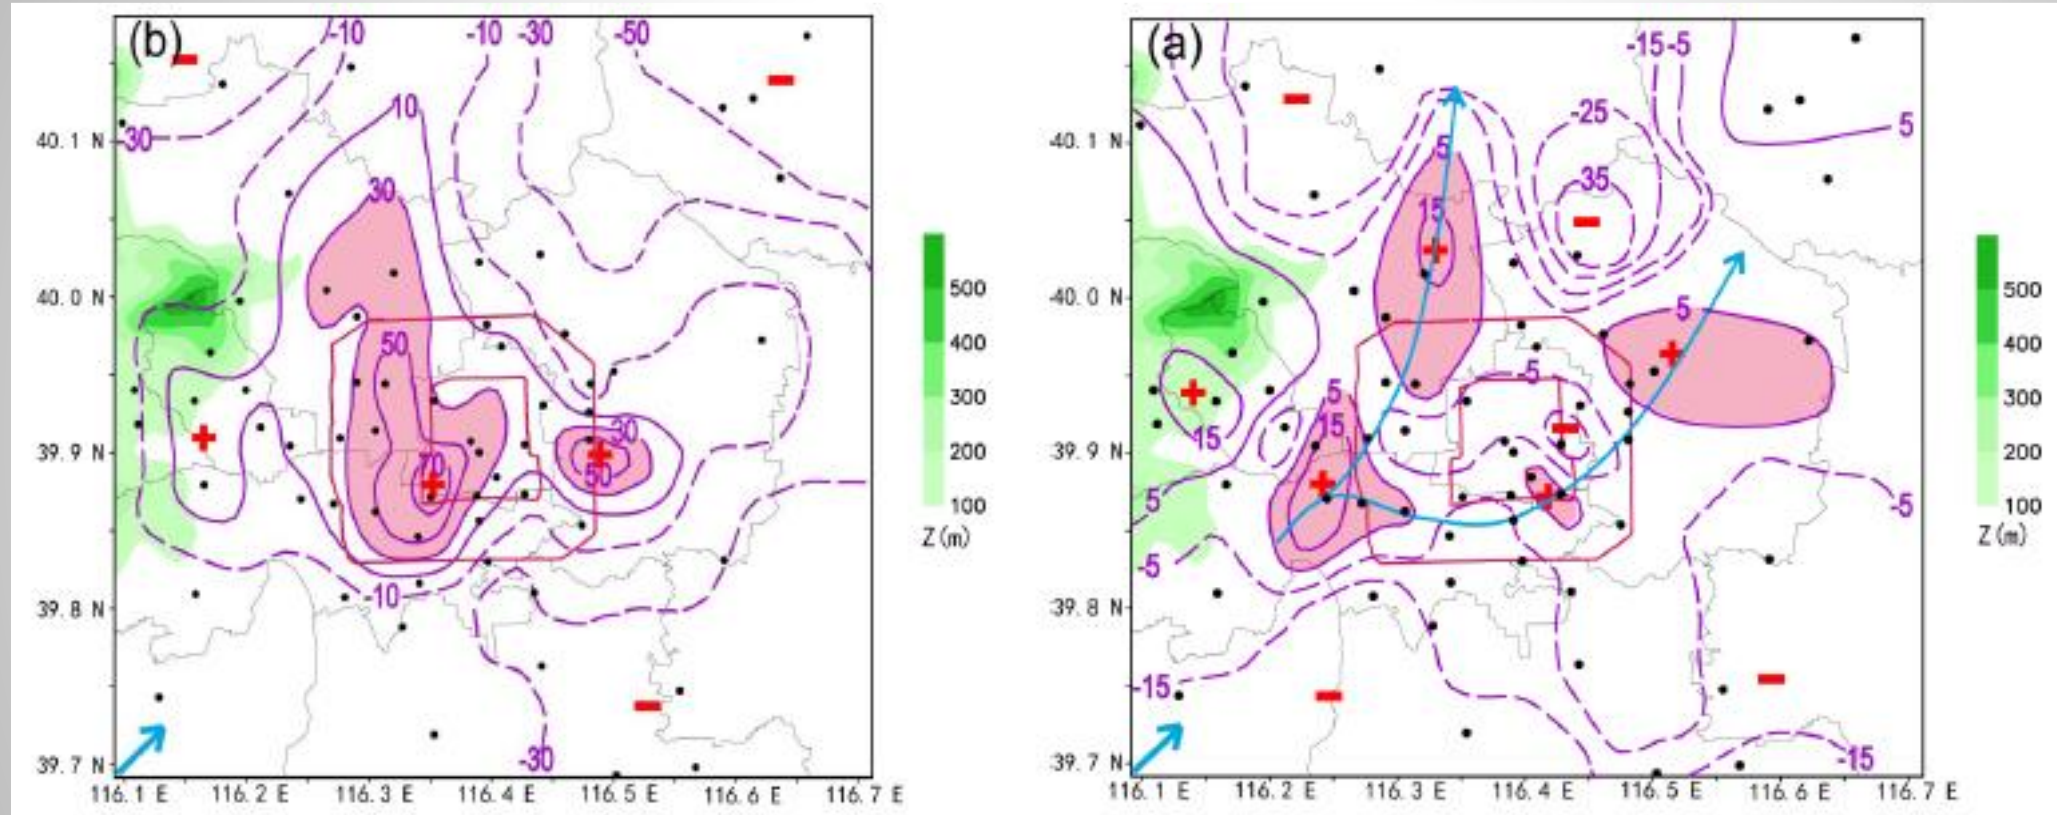 (b)
-10
-10
-30
-50
10
-30
30
50
70
30
50
-10
-30
40.1 N
40.0 N
39.9 N
39.8 N
39.7 N
116.1 E
116.2 E
116.3 E
116.4 E
116.5 E
116.6 E
116.7 E
500
400
300
200
100
Z(m)
(a)
-15
-5
-25
5
5
-35
15
5
-5
5
15
15
5
-5
-5
-15
-15
40.1 N
40.0 N
39.9 N
39.8 N
39.7 N
116.1 E
116.2 E
116.3 E
116.4 E
116.5 E
116.6 E
116.7 E
500
400
300
200
100
Z(m)